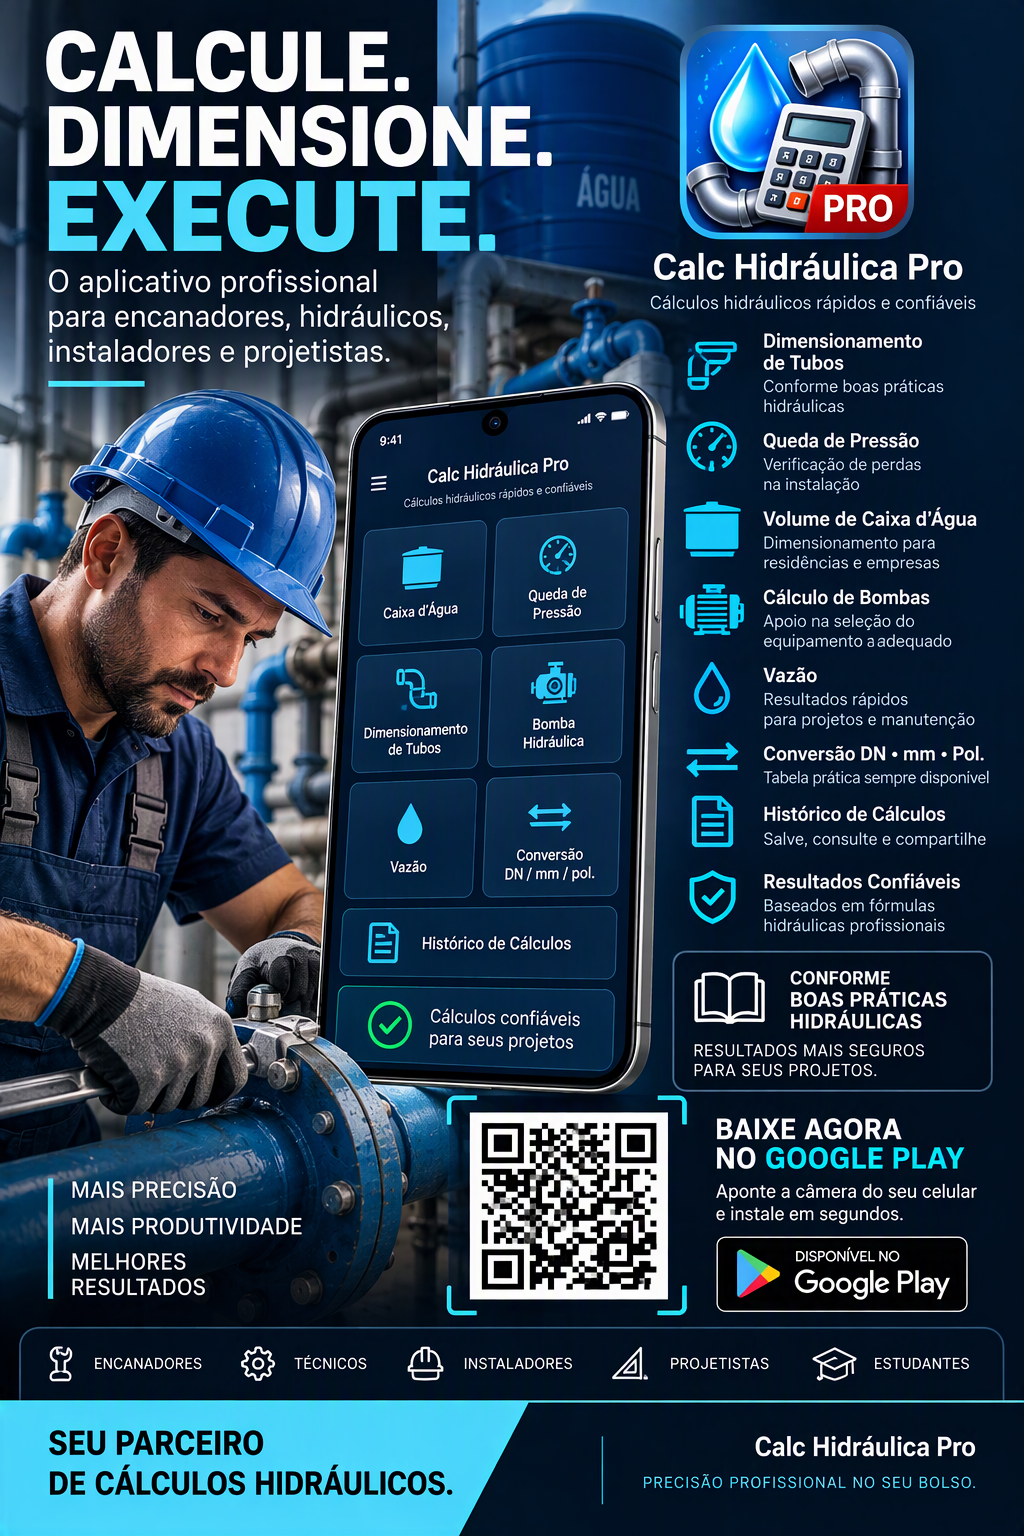 CALCULE.
DIMENSIONE.
EXECUTE.
O aplicativo profissional
para encanadores, hidráulicos,
instaladores e projetistas.
ÁGUA
PRO
Calc Hidráulica Pro
Cálculos hidráulicos rápidos e confiáveis
Dimensionamento
de Tubos
Conforme boas práticas
hidráulicas
Queda de Pressão
Verificação de perdas
na instalação
Volume de Caixa d'Água
Dimensionamento para
residências e empresas
Cálculo de Bombas
Apoio na seleção do
equipamento a adequado
Vazão
Resultados rápidos
para projetos e manutenção
Conversão DN • mm • Pol.
Tabela prática sempre disponivel
Histórico de Cálculos
Salve, consulte e compartilhe
Resultados Confiáveis
Baseados em fórmulas
hidráulicas profissionais
9:41
Calc Hidráulica Pro
Cálculos hidráulicos rápidos e confiáveis
Caixa d'Água
Queda de
Pressão
Dimensionamento
de Tubos
Bomba
Hidráulica
Vazão
Conversão
DN / mm / pol.
Histórico de Cálculos
Cálculos confiáveis
para seus projetos
CONFORME
BOAS PRÁTICAS
HIDRÁULICAS
RESULTADOS MAIS SEGUROS
PARA SEUS PROJETOS.
MAIS PRECISÃO
MAIS PRODUTIVIDADE
MELHORES
RESULTADOS
BAIXE AGORA
NO GOOGLE PLAY
Aponte a câmera do seu celular
e instale em segundos.
DISPONÍVEL NO
Google Play
ENCANADORES
TÉCNICOS
INSTALADORES
PROJETISTAS
ESTUDANTES
SEU PARCEIRO
DE CÁLCULOS HIDRÁULICOS.
Calc Hidráulica Pro
PRECISÃO PROFISSIONAL NO SEU BOLSO.